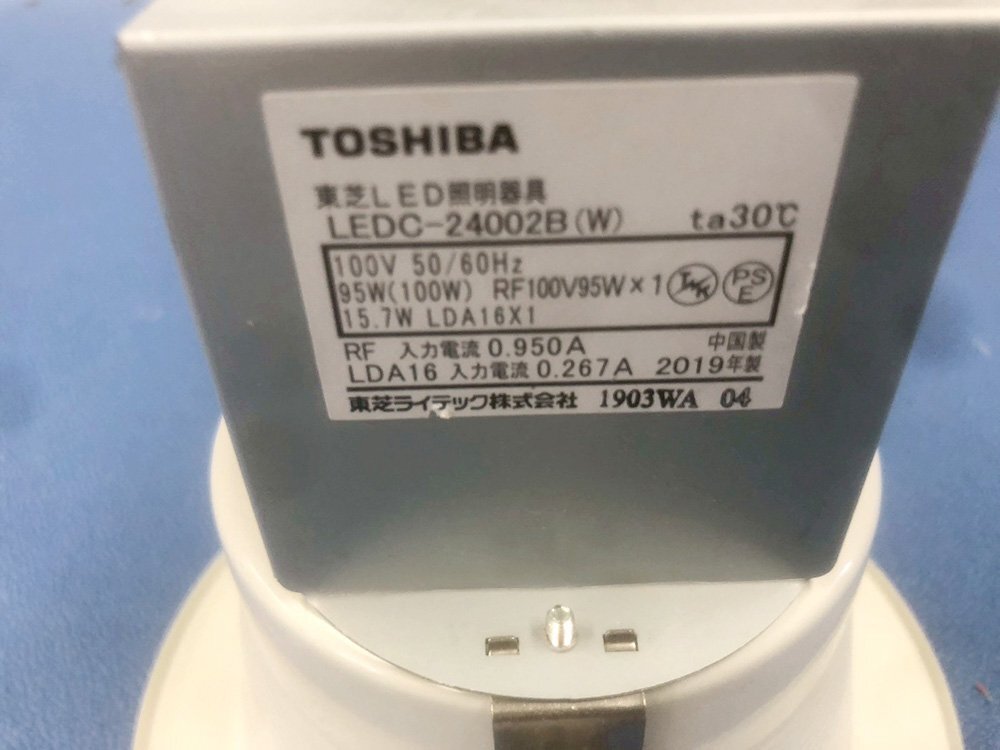 TOSHIBA
東芝LED照明器具
LEDC-24002B(W) ta30℃
100V 50/60Hz
95W(100W) RF100V95W×1
PS
E
15.7W LDA16X1
RF 入力電流 0.950A 中国製
LDA16 入力電流 0.267A 2019年製
東芝ライテック株式会社 1903WA 04